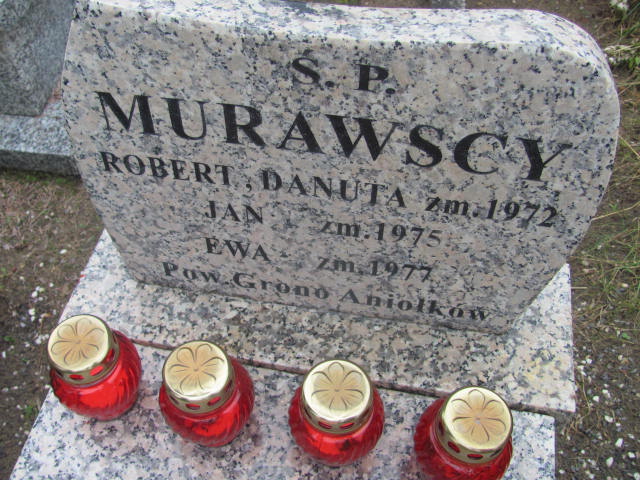 Ś. P.
MURAWSCY
ROBERT, DANUTA zm. 1972
JAN zm. 1975
EWA zm. 1977
Pow. Grono Aniołków